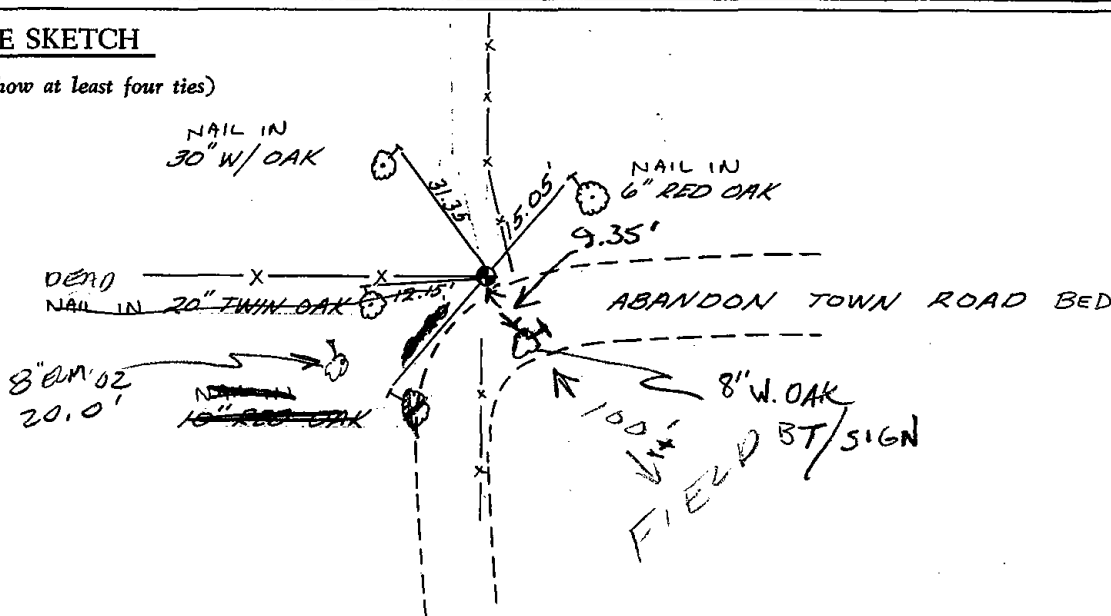 E SKETCH
how at least four ties)
NAIL IN
30" W/OAK
31.35
15.05'
NAIL IN
6" RED OAK
9.35'
DEAD
NAIL IN 20" TWIN OAK
12.15'
ABANDON TOWN ROAD BED
8" ELM '02
20.0'
NAIL IN
10" RED OAK
8" W. OAK
BT/SIGN
100'±
FIELD